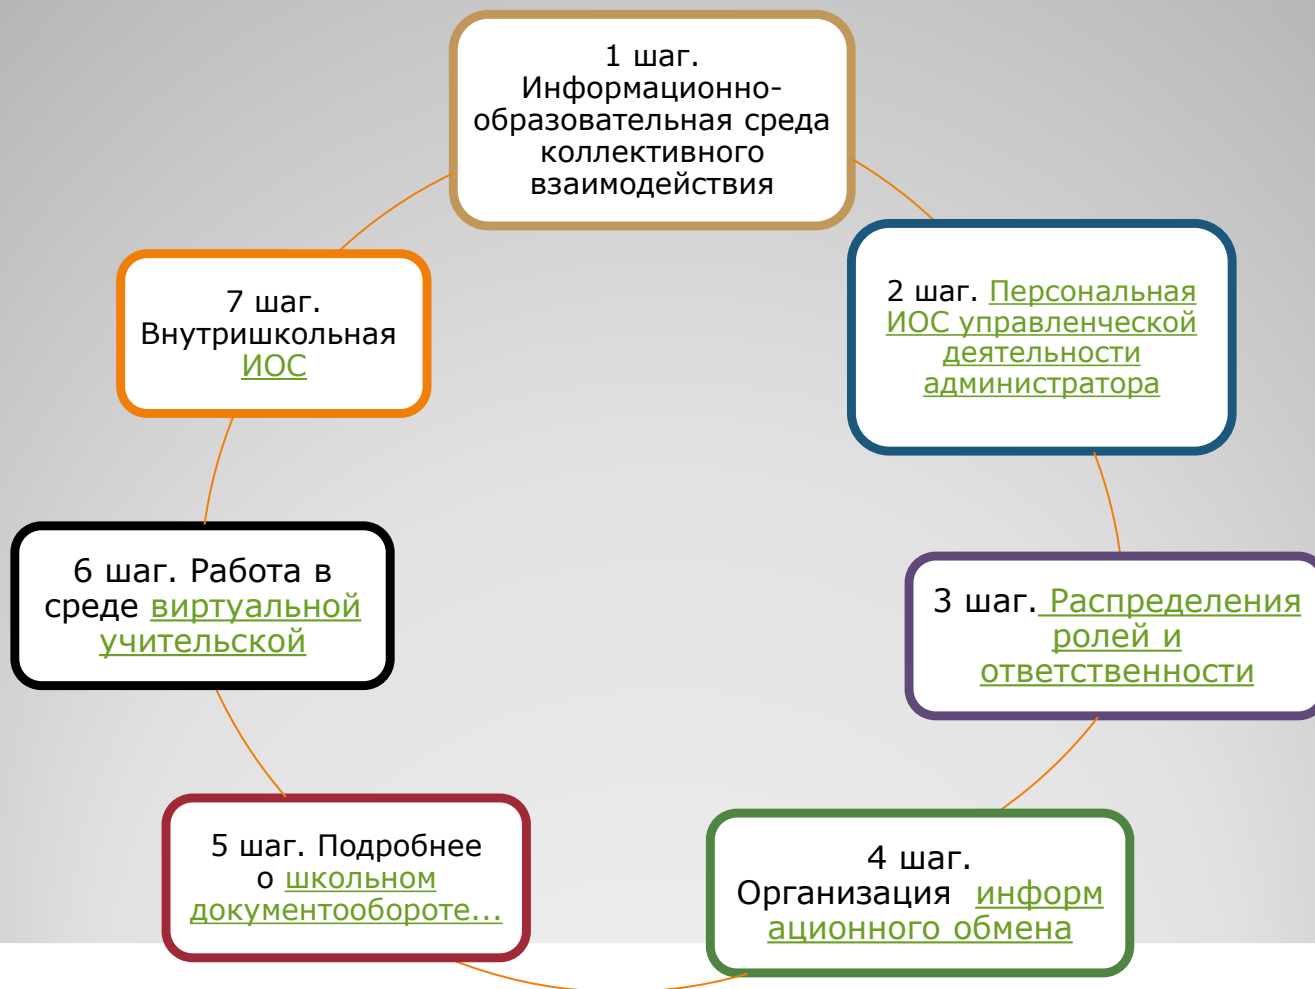 1 шаг.
Информационно-
образовательная среда
коллективного
взаимодействия
2 шаг. Персональная
ИОС управленческой
деятельности
администратора
3 шаг. Распределения
ролей и
ответственности
4 шаг.
Организация информ
ационного обмена
5 шаг. Подробнее
о школьном
документообороте...
6 шаг. Работа в
среде виртуальной
учительской
7 шаг.
Внутришкольная
ИОС